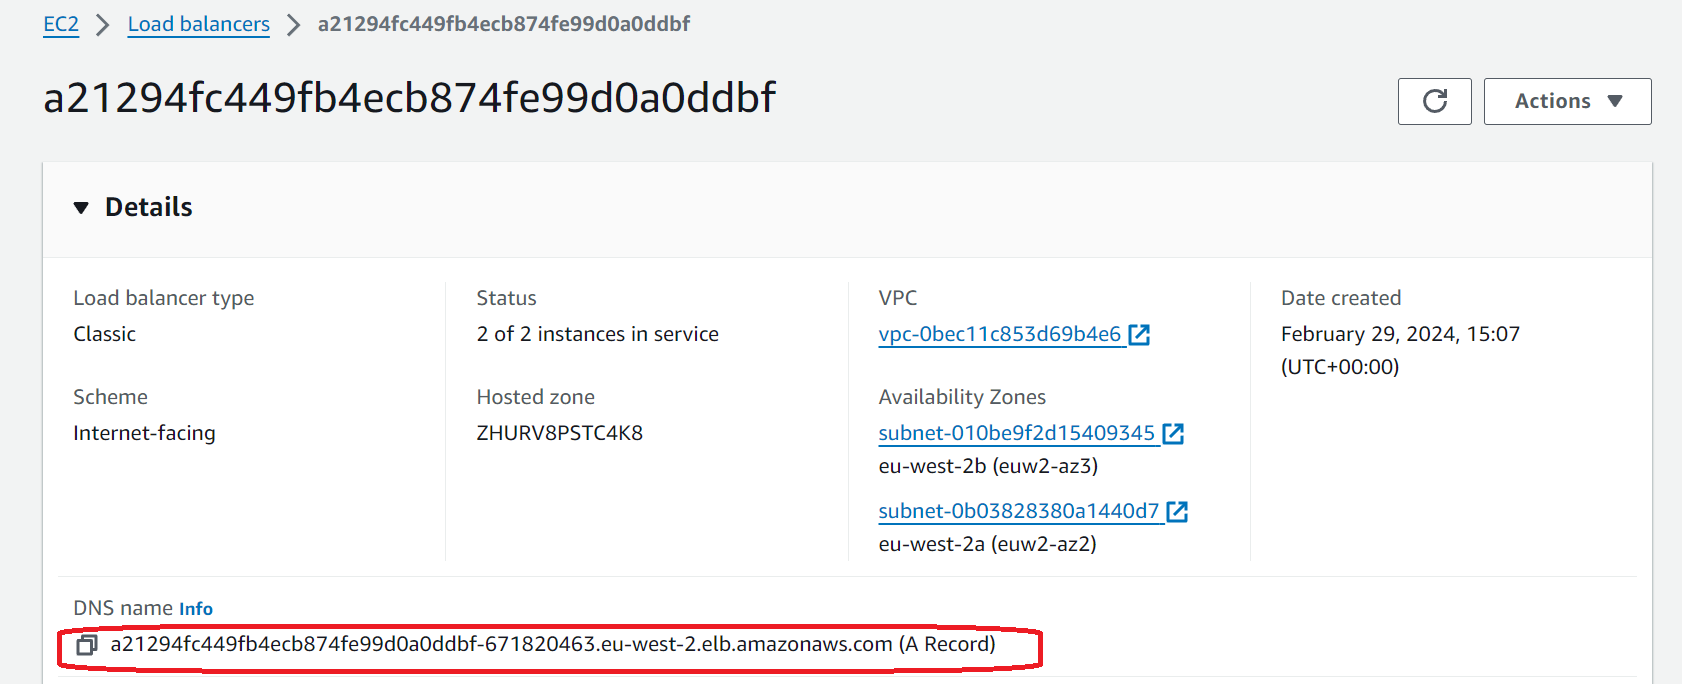 EC2 > Load balancers > a21294fc449fb4ecb874fe99d0a0ddbf
a21294fc449fb4ecb874fe99d0a0ddbf
Actions
Details
Load balancer type
Classic
Status
2 of 2 instances in service
VPC
vpc-0bec11c853d69b4e6
Date created
February 29, 2024, 15:07
(UTC+00:00)
Scheme
Internet-facing
Hosted zone
ZHURV8PSTC4K8
Availability Zones
subnet-010be9f2d15409345
eu-west-2b (euw2-az3)
subnet-0b03828380a1440d7
eu-west-2a (euw2-az2)
DNS name Info
a21294fc449fb4ecb874fe99d0a0ddbf-671820463.eu-west-2.elb.amazonaws.com (A Record)